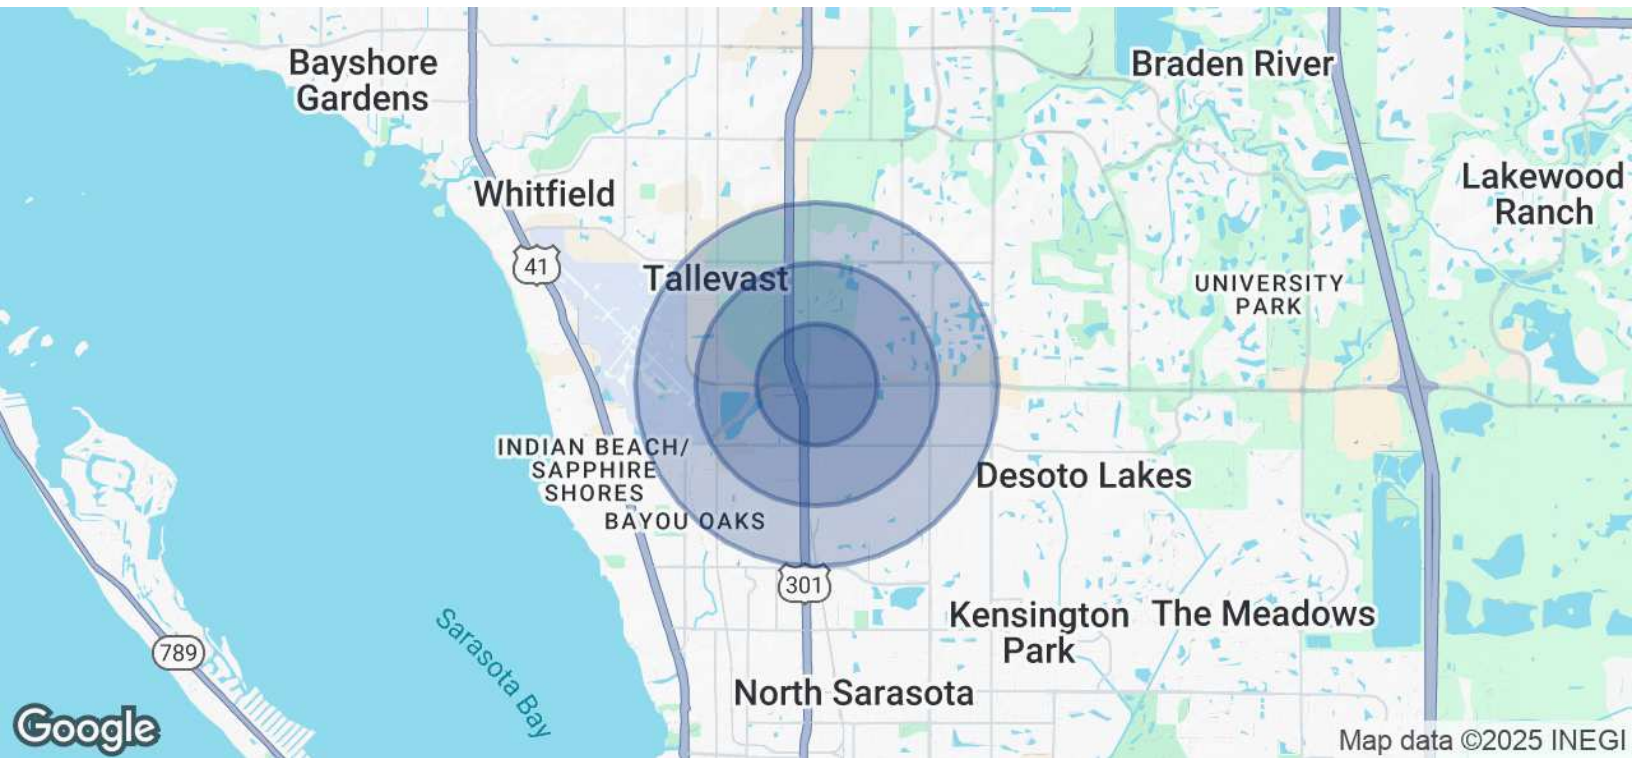 Bayshore
Gardens
Braden River
Whitfield
Lakewood
Ranch
41
Tallevast
UNIVERSITY
PARK
INDIAN BEACH/
SAPPHIRE
SHORES
Desoto Lakes
BAYOU OAKS
301
Kensington
Park
The Meadows
789
Sarasota Bay
North Sarasota
Google
Map data ©2025 INEGI